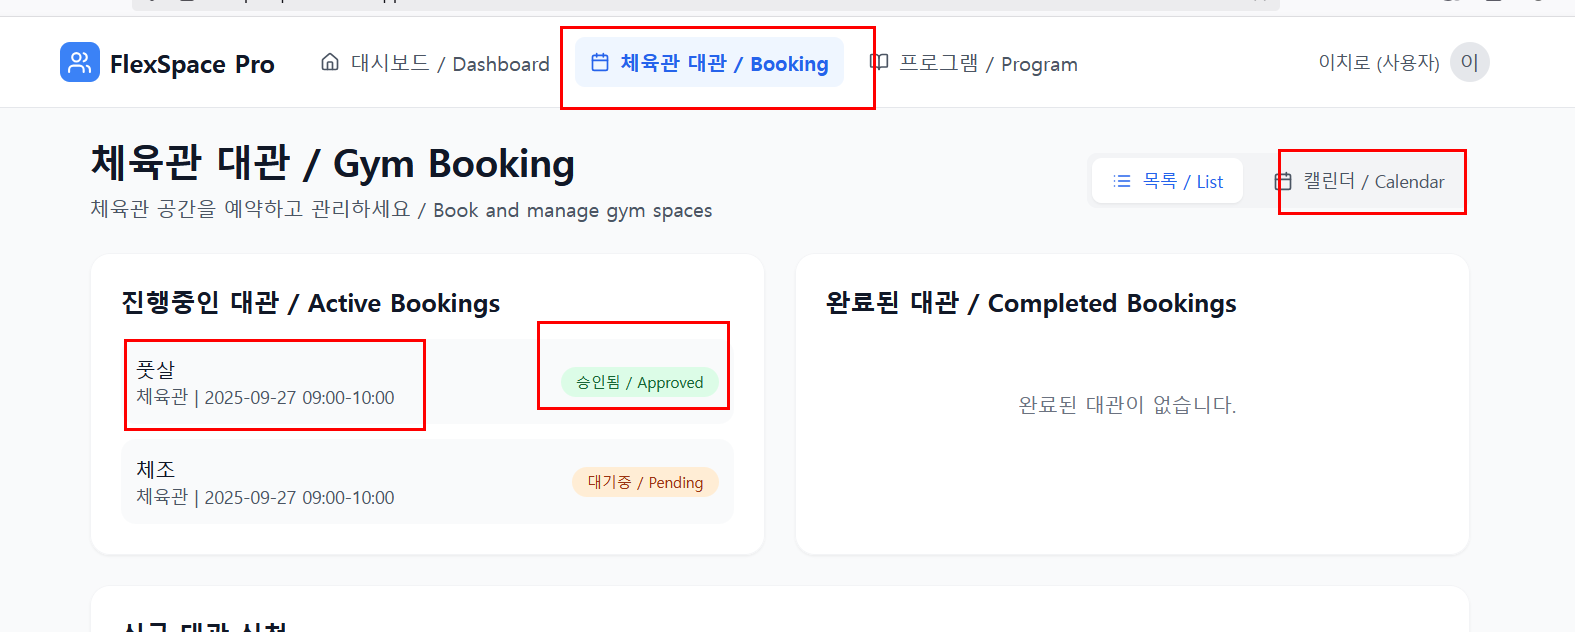 FlexSpace Pro
대시보드 / Dashboard
체육관 대관 / Booking
프로그램 / Program
이치로 (사용자)
이
체육관 대관 / Gym Booking
체육관 공간을 예약하고 관리하세요 / Book and manage gym spaces
목록 / List
캘린더 / Calendar
진행중인 대관 / Active Bookings
풋살
체육관 | 2025-09-27 09:00-10:00
승인됨 / Approved
체조
체육관 | 2025-09-27 09:00-10:00
대기중 / Pending
완료된 대관 / Completed Bookings
완료된 대관이 없습니다.